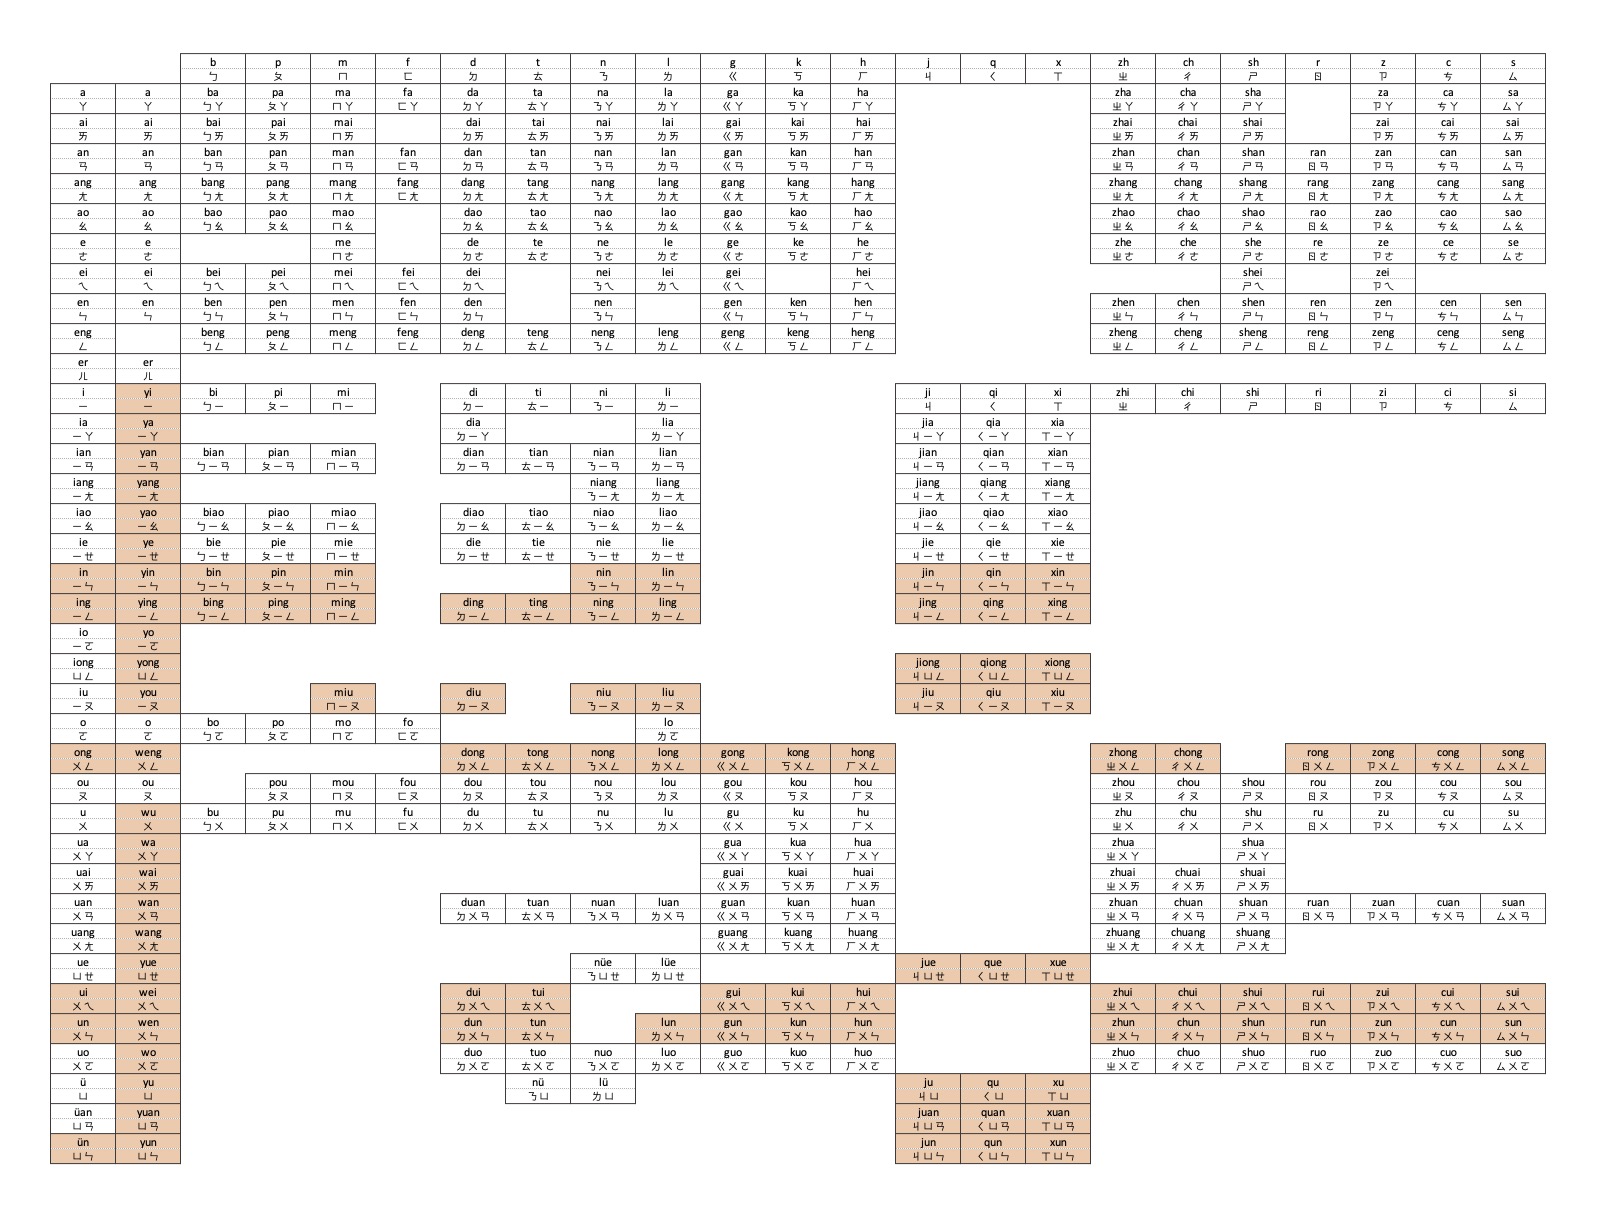 b p m f d t n l g k h j q x zh ch sh r z c s
ㄅ ㄆ ㄇ ㄈ ㄉ ㄊ ㄋ ㄌ ㄍ ㄎ ㄏ ㄐ ㄑ ㄒ ㄓ ㄔ ㄕ ㄖ ㄗ ㄘ ㄙ
a a ba pa ma fa da ta na la ga ka ha zha cha sha za ca sa
ㄚ ㄚ ㄅㄚ ㄆㄚ ㄇㄚ ㄈㄚ ㄉㄚ ㄊㄚ ㄋㄚ ㄌㄚ ㄍㄚ ㄎㄚ ㄏㄚ ㄓㄚ ㄔㄚ ㄕㄚ ㄗㄚ ㄘㄚ ㄙㄚ
ai ai bai pai mai dai tai nai lai gai kai hai zhai chai shai zai cai sai
ㄞ ㄞ ㄅㄞ ㄆㄞ ㄇㄞ ㄉㄞ ㄊㄞ ㄋㄞ ㄌㄞ ㄍㄞ ㄎㄞ ㄏㄞ ㄓㄞ ㄔㄞ ㄕㄞ ㄗㄞ ㄘㄞ ㄙㄞ
an an ban pan man fan dan tan nan lan gan kan han zhan chan shan ran zan can san
ㄢ ㄢ ㄅㄢ ㄆㄢ ㄇㄢ ㄈㄢ ㄉㄢ ㄊㄢ ㄋㄢ ㄌㄢ ㄍㄢ ㄎㄢ ㄏㄢ ㄓㄢ ㄔㄢ ㄕㄢ ㄖㄢ ㄗㄢ ㄘㄢ ㄙㄢ
ang ang bang pang mang fang dang tang nang lang gang kang hang zhang chang shang rang zang cang sang
ㄤ ㄤ ㄅㄤ ㄆㄤ ㄇㄤ ㄈㄤ ㄉㄤ ㄊㄤ ㄋㄤ ㄌㄤ ㄍㄤ ㄎㄤ ㄏㄤ ㄓㄤ ㄔㄤ ㄕㄤ ㄖㄤ ㄗㄤ ㄘㄤ ㄙㄤ
ao ao bao pao mao dao tao nao lao gao kao hao zhao chao shao rao zao cao sao
ㄠ ㄠ ㄅㄠ ㄆㄠ ㄇㄠ ㄉㄠ ㄊㄠ ㄋㄠ ㄌㄠ ㄍㄠ ㄎㄠ ㄏㄠ ㄓㄠ ㄔㄠ ㄕㄠ ㄖㄠ ㄗㄠ ㄘㄠ ㄙㄠ
e e me de te ne le ge ke he zhe che she re ze ce se
ㄜ ㄜ ㄇㄜ ㄉㄜ ㄊㄜ ㄋㄜ ㄌㄜ ㄍㄜ ㄎㄜ ㄏㄜ ㄓㄜ ㄔㄜ ㄕㄜ ㄖㄜ ㄗㄜ ㄘㄜ ㄙㄜ
ei ei bei pei mei fei dei nei lei gei hei shei zei
ㄟ ㄟ ㄅㄟ ㄆㄟ ㄇㄟ ㄈㄟ ㄉㄟ ㄋㄟ ㄌㄟ ㄍㄟ ㄏㄟ ㄕㄟ ㄗㄟ
en en ben pen men fen den nen gen ken hen zhen chen shen ren zen cen sen
ㄣ ㄣ ㄅㄣ ㄆㄣ ㄇㄣ ㄈㄣ ㄉㄣ ㄋㄣ ㄍㄣ ㄎㄣ ㄏㄣ ㄓㄣ ㄔㄣ ㄕㄣ ㄖㄣ ㄗㄣ ㄘㄣ ㄙㄣ
eng beng peng meng feng deng teng neng leng geng keng heng zheng cheng sheng reng zeng ceng seng
ㄥ ㄅㄥ ㄆㄥ ㄇㄥ ㄈㄥ ㄉㄥ ㄊㄥ ㄋㄥ ㄌㄥ ㄍㄥ ㄎㄥ ㄏㄥ ㄓㄥ ㄔㄥ ㄕㄥ ㄖㄥ ㄗㄥ ㄘㄥ ㄙㄥ
er er
ㄦ ㄦ
i yi bi pi mi di ti ni li ji qi xi zhi chi shi ri zi ci si
ㄧ ㄧ ㄅㄧ ㄆㄧ ㄇㄧ ㄉㄧ ㄊㄧ ㄋㄧ ㄌㄧ ㄐ ㄑ ㄒ ㄓ ㄔ ㄕ ㄖ ㄗ ㄘ ㄙ
ia ya dia lia jia qia xia
ㄧㄚ ㄧㄚ ㄉㄧㄚ ㄌㄧㄚ ㄐㄧㄚ ㄑㄧㄚ ㄒㄧㄚ
ian yan bian pian mian dian tian nian lian jian qian xian
ㄧㄢ ㄧㄢ ㄅㄧㄢ ㄆㄧㄢ ㄇㄧㄢ ㄉㄧㄢ ㄊㄧㄢ ㄋㄧㄢ ㄌㄧㄢ ㄐㄧㄢ ㄑㄧㄢ ㄒㄧㄢ
iang yang niang liang jiang qiang xiang
ㄧㄤ ㄧㄤ ㄋㄧㄤ ㄌㄧㄤ ㄐㄧㄤ ㄑㄧㄤ ㄒㄧㄤ
iao yao biao piao miao diao tiao niao liao jiao qiao xiao
ㄧㄠ ㄧㄠ ㄅㄧㄠ ㄆㄧㄠ ㄇㄧㄠ ㄉㄧㄠ ㄊㄧㄠ ㄋㄧㄠ ㄌㄧㄠ ㄐㄧㄠ ㄑㄧㄠ ㄒㄧㄠ
ie ye bie pie mie die tie nie lie jie qie xie
ㄧㄝ ㄧㄝ ㄅㄧㄝ ㄆㄧㄝ ㄇㄧㄝ ㄉㄧㄝ ㄊㄧㄝ ㄋㄧㄝ ㄌㄧㄝ ㄐㄧㄝ ㄑㄧㄝ ㄒㄧㄝ
in yin bin pin min nin lin jin qin xin
ㄧㄣ ㄧㄣ ㄅㄧㄣ ㄆㄧㄣ ㄇㄧㄣ ㄋㄧㄣ ㄌㄧㄣ ㄐㄧㄣ ㄑㄧㄣ ㄒㄧㄣ
ing ying bing ping ming ding ting ning ling jing qing xing
ㄧㄥ ㄧㄥ ㄅㄧㄥ ㄆㄧㄥ ㄇㄧㄥ ㄉㄧㄥ ㄊㄧㄥ ㄋㄧㄥ ㄌㄧㄥ ㄐㄧㄥ ㄑㄧㄥ ㄒㄧㄥ
io yo
ㄧㄛ ㄧㄛ
iong yong jiong qiong xiong
ㄩㄥ ㄩㄥ ㄐㄩㄥ ㄑㄩㄥ ㄒㄩㄥ
iu you miu diu niu liu jiu qiu xiu
ㄧㄡ ㄧㄡ ㄇㄧㄡ ㄉㄧㄡ ㄋㄧㄡ ㄌㄧㄡ ㄐㄧㄡ ㄑㄧㄡ ㄒㄧㄡ
o o bo po mo fo lo
ㄛ ㄛ ㄅㄛ ㄆㄛ ㄇㄛ ㄈㄛ ㄌㄛ
ong weng dong tong nong long gong kong hong zhong chong rong zong cong song
ㄨㄥ ㄨㄥ ㄉㄨㄥ ㄊㄨㄥ ㄋㄨㄥ ㄌㄨㄥ ㄍㄨㄥ ㄎㄨㄥ ㄏㄨㄥ ㄓㄨㄥ ㄔㄨㄥ ㄖㄨㄥ ㄗㄨㄥ ㄘㄨㄥ ㄙㄨㄥ
ou ou pou mou fou dou tou nou lou gou kou hou zhou chou shou rou zou cou sou
ㄡ ㄡ ㄆㄡ ㄇㄡ ㄈㄡ ㄉㄡ ㄊㄡ ㄋㄡ ㄌㄡ ㄍㄡ ㄎㄡ ㄏㄡ ㄓㄡ ㄔㄡ ㄕㄡ ㄖㄡ ㄗㄡ ㄘㄡ ㄙㄡ
u wu bu pu mu fu du tu nu lu gu ku hu zhu chu shu ru zu cu su
ㄨ ㄨ ㄅㄨ ㄆㄨ ㄇㄨ ㄈㄨ ㄉㄨ ㄊㄨ ㄋㄨ ㄌㄨ ㄍㄨ ㄎㄨ ㄏㄨ ㄓㄨ ㄔㄨ ㄕㄨ ㄖㄨ ㄗㄨ ㄘㄨ ㄙㄨ
ua wa gua kua hua zhua shua
ㄨㄚ ㄨㄚ ㄍㄨㄚ ㄎㄨㄚ ㄏㄨㄚ ㄓㄨㄚ ㄕㄨㄚ
uai wai guai kuai huai zhuai chuai shuai
ㄨㄞ ㄨㄞ ㄍㄨㄞ ㄎㄨㄞ ㄏㄨㄞ ㄓㄨㄞ ㄔㄨㄞ ㄕㄨㄞ
uan wan duan tuan nuan luan guan kuan huan zhuan chuan shuan ruan zuan cuan suan
ㄨㄢ ㄨㄢ ㄉㄨㄢ ㄊㄨㄢ ㄋㄨㄢ ㄌㄨㄢ ㄍㄨㄢ ㄎㄨㄢ ㄏㄨㄢ ㄓㄨㄢ ㄔㄨㄢ ㄕㄨㄢ ㄖㄨㄢ ㄗㄨㄢ ㄘㄨㄢ ㄙㄨㄢ
uang wang guang kuang huang zhuang chuang shuang
ㄨㄤ ㄨㄤ ㄍㄨㄤ ㄎㄨㄤ ㄏㄨㄤ ㄓㄨㄤ ㄔㄨㄤ ㄕㄨㄤ
ue yue nüe lüe jue que xue
ㄩㄝ ㄩㄝ ㄋㄩㄝ ㄌㄩㄝ ㄐㄩㄝ ㄑㄩㄝ ㄒㄩㄝ
ui wei dui tui gui kui hui zhui chui shui rui zui cui sui
ㄨㄟ ㄨㄟ ㄉㄨㄟ ㄊㄨㄟ ㄍㄨㄟ ㄎㄨㄟ ㄏㄨㄟ ㄓㄨㄟ ㄔㄨㄟ ㄕㄨㄟ ㄖㄨㄟ ㄗㄨㄟ ㄘㄨㄟ ㄙㄨㄟ
un wen dun tun lun gun kun hun zhun chun shun run zun cun sun
ㄨㄣ ㄨㄣ ㄉㄨㄣ ㄊㄨㄣ ㄌㄨㄣ ㄍㄨㄣ ㄎㄨㄣ ㄏㄨㄣ ㄓㄨㄣ ㄔㄨㄣ ㄕㄨㄣ ㄖㄨㄣ ㄗㄨㄣ ㄘㄨㄣ ㄙㄨㄣ
uo wo duo tuo nuo luo guo kuo huo zhuo chuo shuo ruo zuo cuo suo
ㄨㄛ ㄨㄛ ㄉㄨㄛ ㄊㄨㄛ ㄋㄨㄛ ㄌㄨㄛ ㄍㄨㄛ ㄎㄨㄛ ㄏㄨㄛ ㄓㄨㄛ ㄔㄨㄛ ㄕㄨㄛ ㄖㄨㄛ ㄗㄨㄛ ㄘㄨㄛ ㄙㄨㄛ
ü yu nü lü ju qu xu
ㄩ ㄩ ㄋㄩ ㄌㄩ ㄐㄩ ㄑㄩ ㄒㄩ
üan yuan juan quan xuan
ㄩㄢ ㄩㄢ ㄐㄩㄢ ㄑㄩㄢ ㄒㄩㄢ
ün yun jun qun xun
ㄩㄣ ㄩㄣ ㄐㄩㄣ ㄑㄩㄣ ㄒㄩㄣ